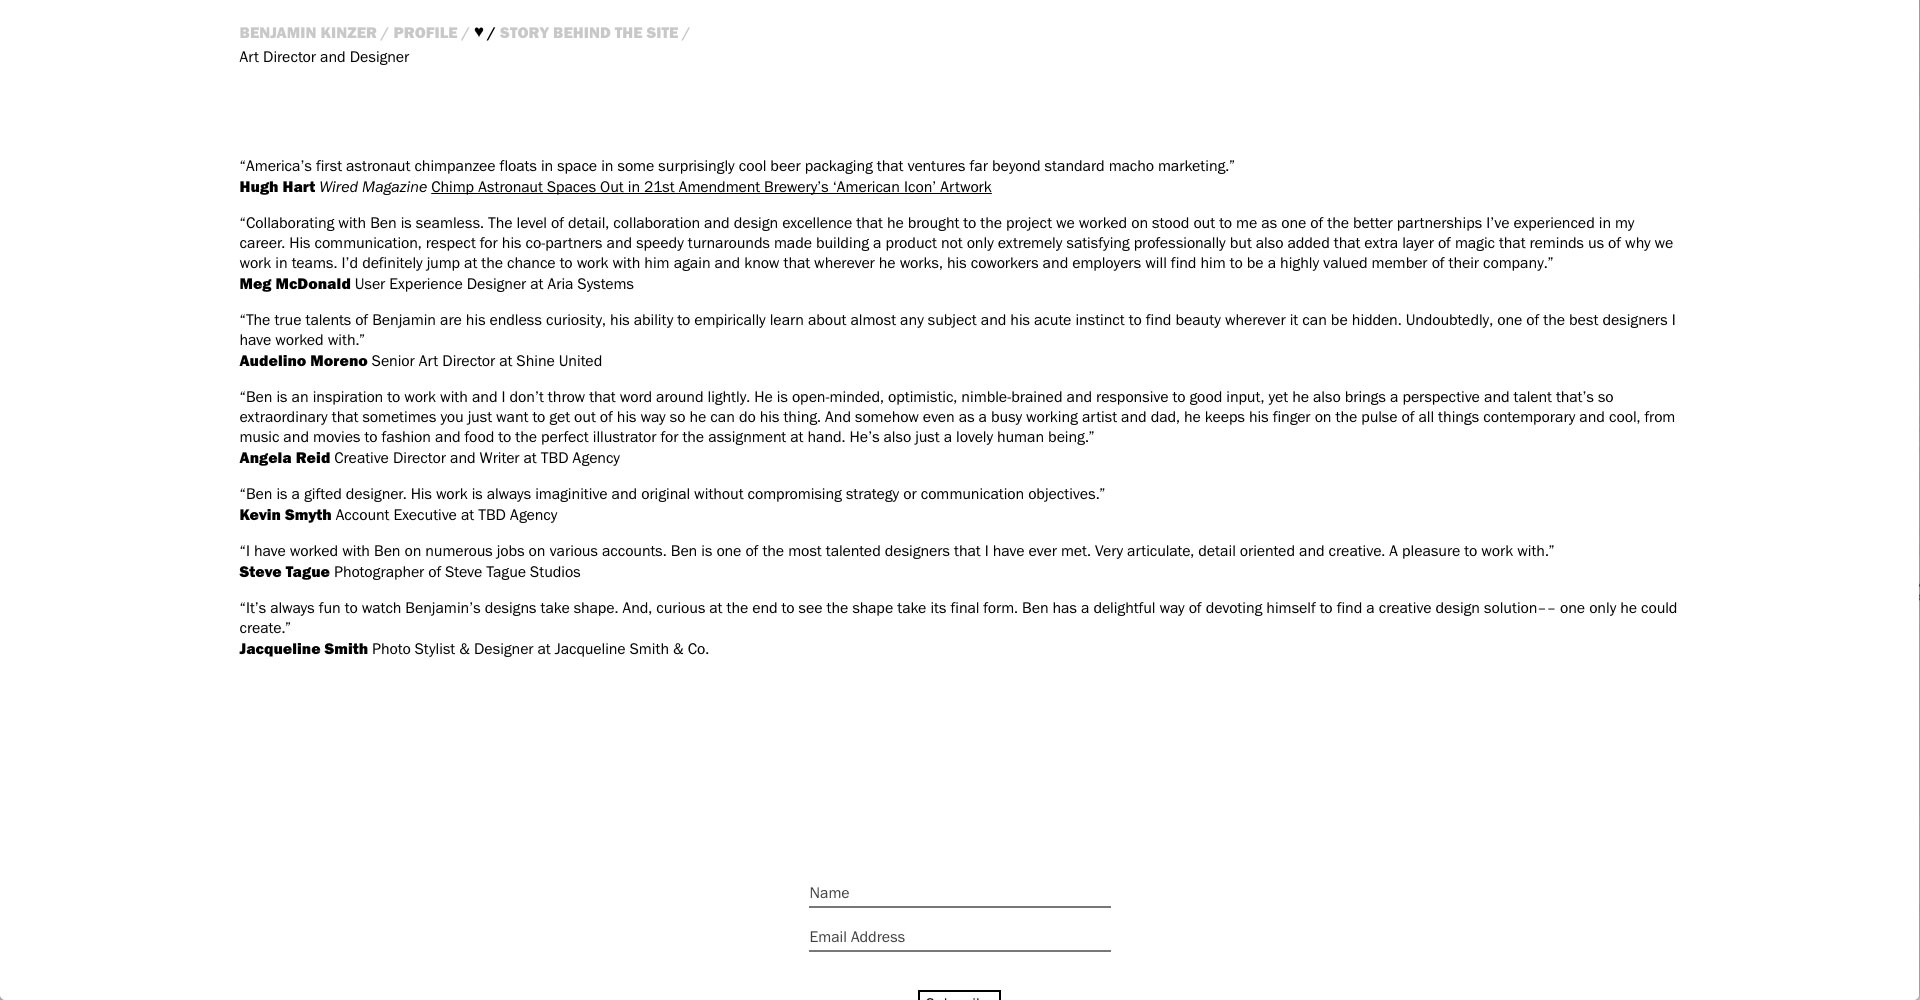 BENJAMIN KINZER / PROFILE / ♥ / STORY BEHIND THE SITE /
Art Director and Designer
“America’s first astronaut chimpanzee floats in space in some surprisingly cool beer packaging that ventures far beyond standard macho marketing.”
Hugh Hart Wired Magazine Chimp Astronaut Spaces Out in 21st Amendment Brewery’s ‘American Icon’ Artwork
“Collaborating with Ben is seamless. The level of detail, collaboration and design excellence that he brought to the project we worked on stood out to me as one of the better partnerships I’ve experienced in my
career. His communication, respect for his co-partners and speedy turnarounds made building a product not only extremely satisfying professionally but also added that extra layer of magic that reminds us of why we
work in teams. I’d definitely jump at the chance to work with him again and know that wherever he works, his coworkers and employers will find him to be a highly valued member of their company.”
Meg McDonald User Experience Designer at Aria Systems
“The true talents of Benjamin are his endless curiosity, his ability to empirically learn about almost any subject and his acute instinct to find beauty wherever it can be hidden. Undoubtedly, one of the best designers I
have worked with.”
Audelino Moreno Senior Art Director at Shine United
“Ben is an inspiration to work with and I don’t throw that word around lightly. He is open-minded, optimistic, nimble-brained and responsive to good input, yet he also brings a perspective and talent that’s so
extraordinary that sometimes you just want to get out of his way so he can do his thing. And somehow even as a busy working artist and dad, he keeps his finger on the pulse of all things contemporary and cool, from
music and movies to fashion and food to the perfect illustrator for the assignment at hand. He’s also just a lovely human being.”
Angela Reid Creative Director and Writer at TBD Agency
“Ben is a gifted designer. His work is always imaginitive and original without compromising strategy or communication objectives.”
Kevin Smyth Account Executive at TBD Agency
“I have worked with Ben on numerous jobs on various accounts. Ben is one of the most talented designers that I have ever met. Very articulate, detail oriented and creative. A pleasure to work with.”
Steve Tague Photographer of Steve Tague Studios
“It’s always fun to watch Benjamin’s designs take shape. And, curious at the end to see the shape take its final form. Ben has a delightful way of devoting himself to find a creative design solution–– one only he could
create.”
Jacqueline Smith Photo Stylist & Designer at Jacqueline Smith & Co.
Name
Email Address